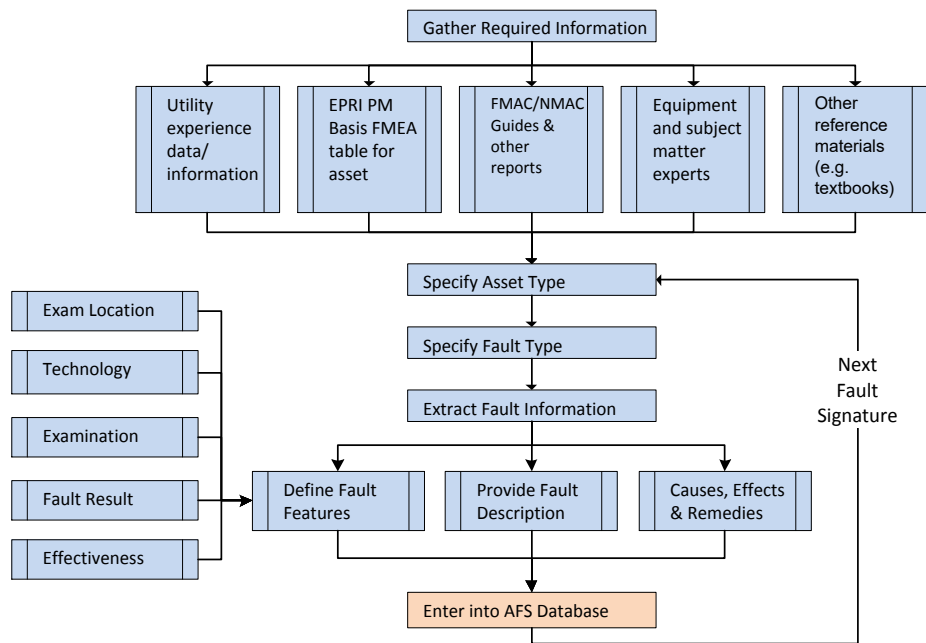 Gather Required Information
Utility
experience
data/
information
EPRI PM
Basis FMEA
table for
asset
FMAC/NMAC
Guides &
other
reports
Equipment
and subject
matter
experts
Other
reference
materials
(e.g.
textbooks)
Specify Asset Type
Exam Location
Specify Fault Type
Technology
Next
Fault
Signature
Extract Fault Information
Examination
Define Fault
Features
Provide Fault
Description
Causes, Effects
& Remedies
Fault Result
Effectiveness
Enter into AFS Database